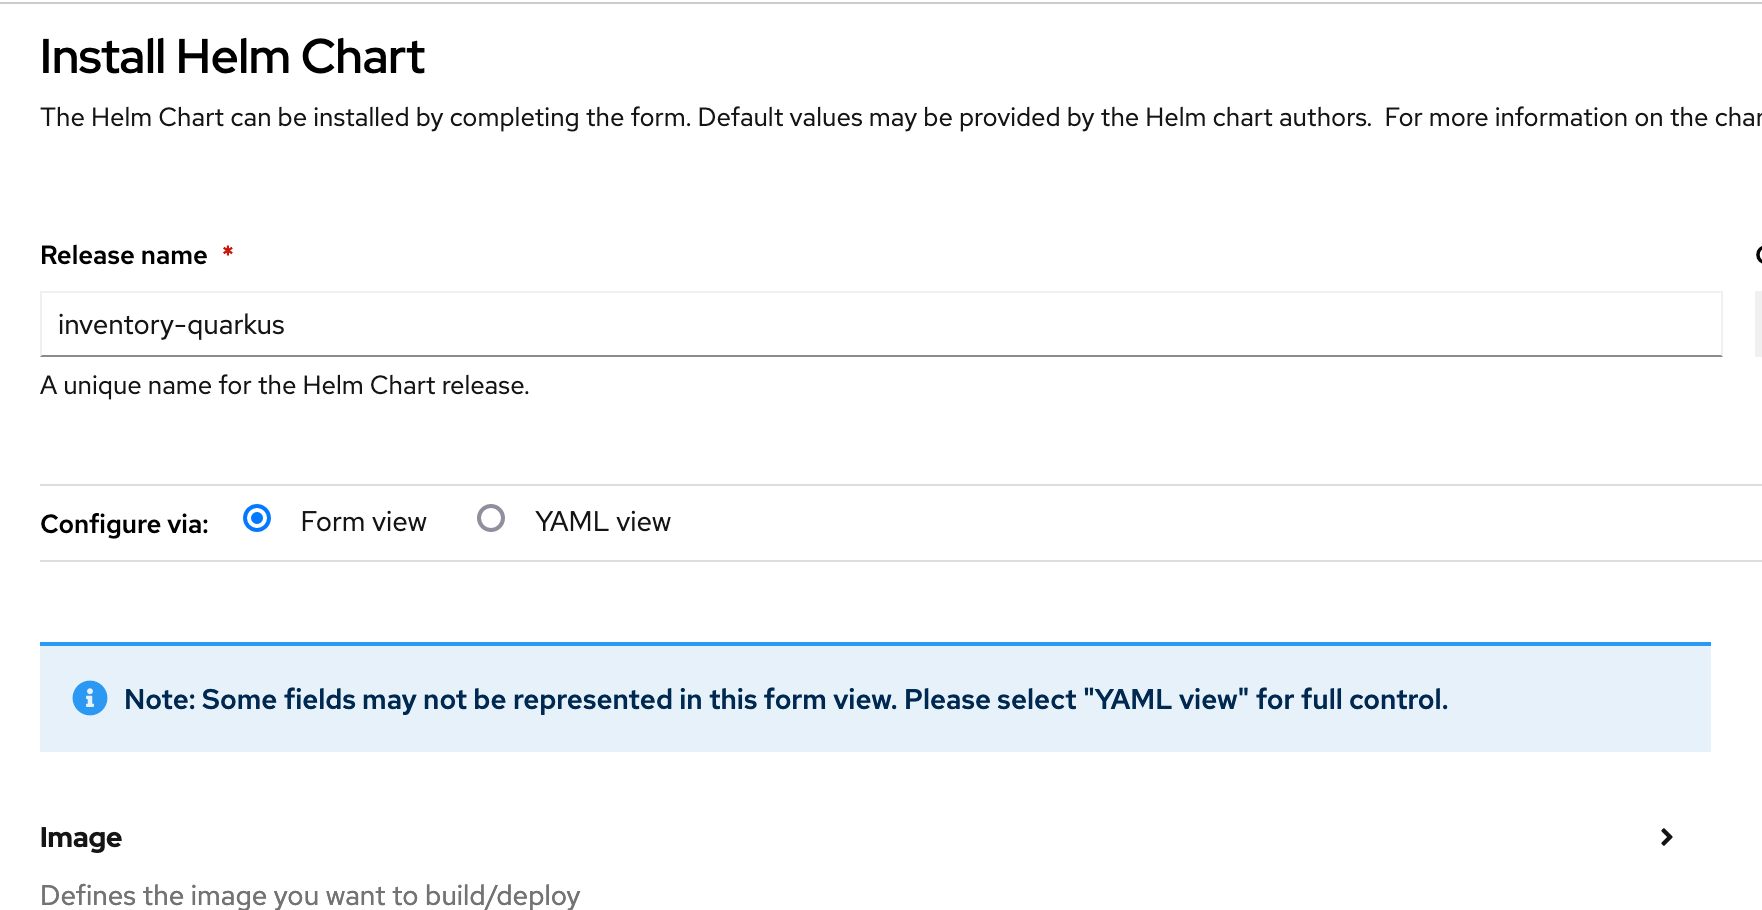 Install Helm Chart
The Helm Chart can be installed by completing the form. Default values may be provided by the Helm chart authors.  For more information on the
Release name *
inventory-quarkus
A unique name for the Helm Chart release.
Configure via: Form view YAML view
Note: Some fields may not be represented in this form view. Please select "YAML view" for full control.
Image
Defines the image you want to build/deploy